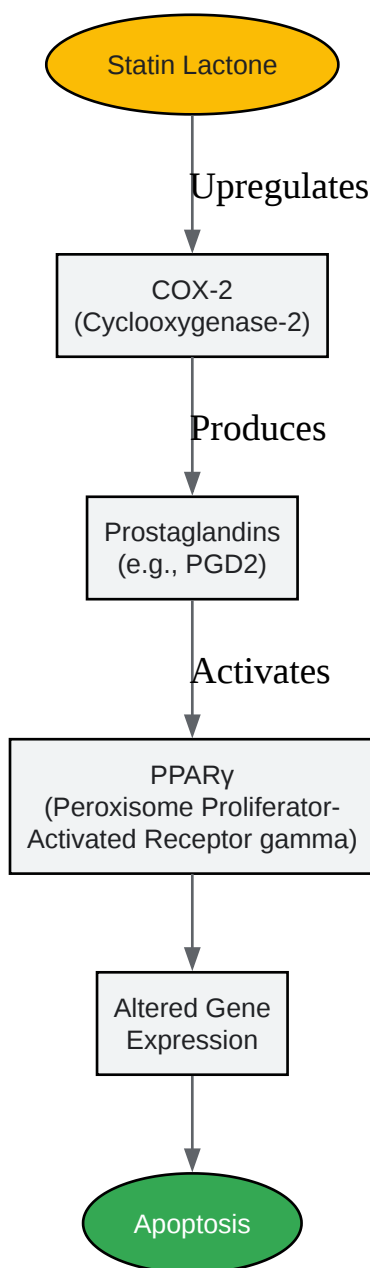 Statin Lactone
Upregulates
COX-2
(Cyclooxygenase-2)
Produces
Prostaglandins
(e.g., PGD2)
Activates
PPARγ
(Peroxisome Proliferator-
Activated Receptor gamma)
Altered Gene
Expression
Apoptosis